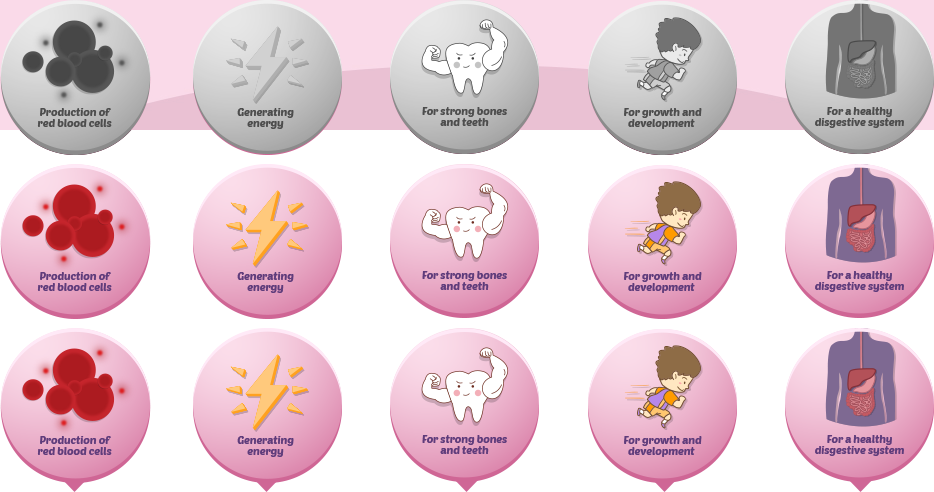 Production of
red blood cells
Generating
energy
For strong bones
and teeth
For growth and
development
For a healthy
disgestive system
Production of
red blood cells
Generating
energy
For strong bones
and teeth
For growth and
development
For a healthy
disgestive system
Production of
red blood cells
Generating
energy
For strong bones
and teeth
For growth and
development
For a healthy
disgestive system